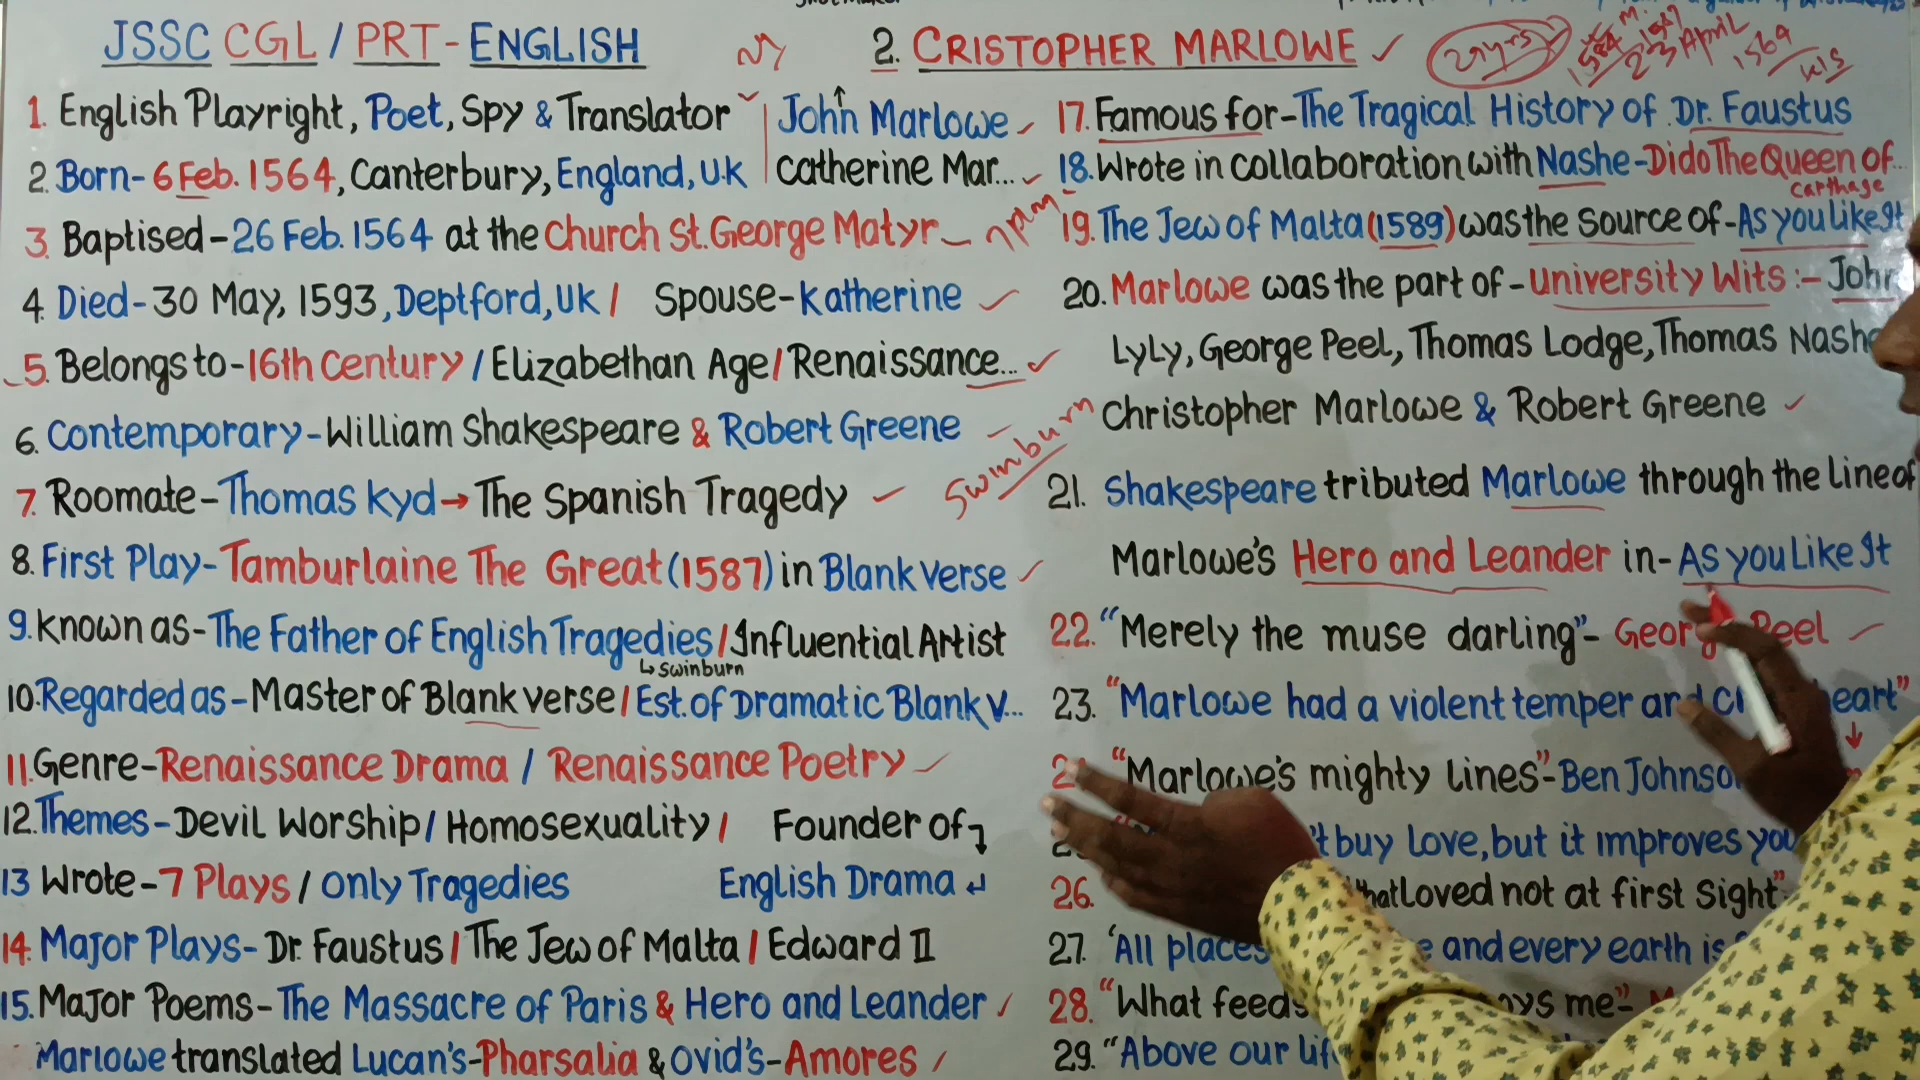 JSSC CGL / PRT - ENGLISH
2. CRISTOPHER MARLOWE ✓
29yrs
1584
1587
23 April
1564
W/S
1. English Playright, Poet, Spy & Translator
John Marlowe
Catherine Mar...
2. Born- 6 Feb. 1564, Canterbury, England, U.K
3. Baptised - 26 Feb. 1564 at the Church St. George Matyr
4. Died - 30 May, 1593, Deptford, Uk / Spouse - Katherine
5. Belongs to - 16th Century / Elizabethan Age / Renaissance...
6. Contemporary - William Shakespeare & Robert Greene
7. Roomate - Thomas Kyd → The Spanish Tragedy
8. First Play - Tamburlaine The Great (1587) in Blank verse
9. Known as - The Father of English Tragedies / Influential Artist
↳ Swinburn
10. Regarded as - Master of Blank verse / Est. of Dramatic Blank V...
11. Genre - Renaissance Drama / Renaissance Poetry
12. Themes - Devil Worship / Homosexuality / Founder of
13 Wrote - 7 Plays / Only Tragedies English Drama
14. Major Plays - Dr. Faustus / The Jew of Malta / Edward II
15. Major Poems - The Massacre of Paris & Hero and Leander
Marlowe translated Lucan's - Pharsalia & Ovid's - Amores
Swinburn
17. Famous for - The Tragical History of Dr. Faustus
18. Wrote in collaboration with Nashe - Dido The Queen of...
carthage
19. The Jew of Malta (1589) was the source of - As you Like It
20. Marlowe was the part of - University Wits :- John
LyLy, George Peel, Thomas Lodge, Thomas Nashe
Christopher Marlowe & Robert Greene
21. Shakespeare tributed Marlowe through the line of
Marlowe's Hero and Leander in - As you Like It
22. "Merely the muse darling" - George Peel
23. "Marlowe had a violent temper and heart"
"Marlowe's mighty lines" - Ben Johnso
buy Love, but it improves you
26. Loved not at first Sight"
27. 'All places and every earth is
28. "What feeds me" -
29. "Above our